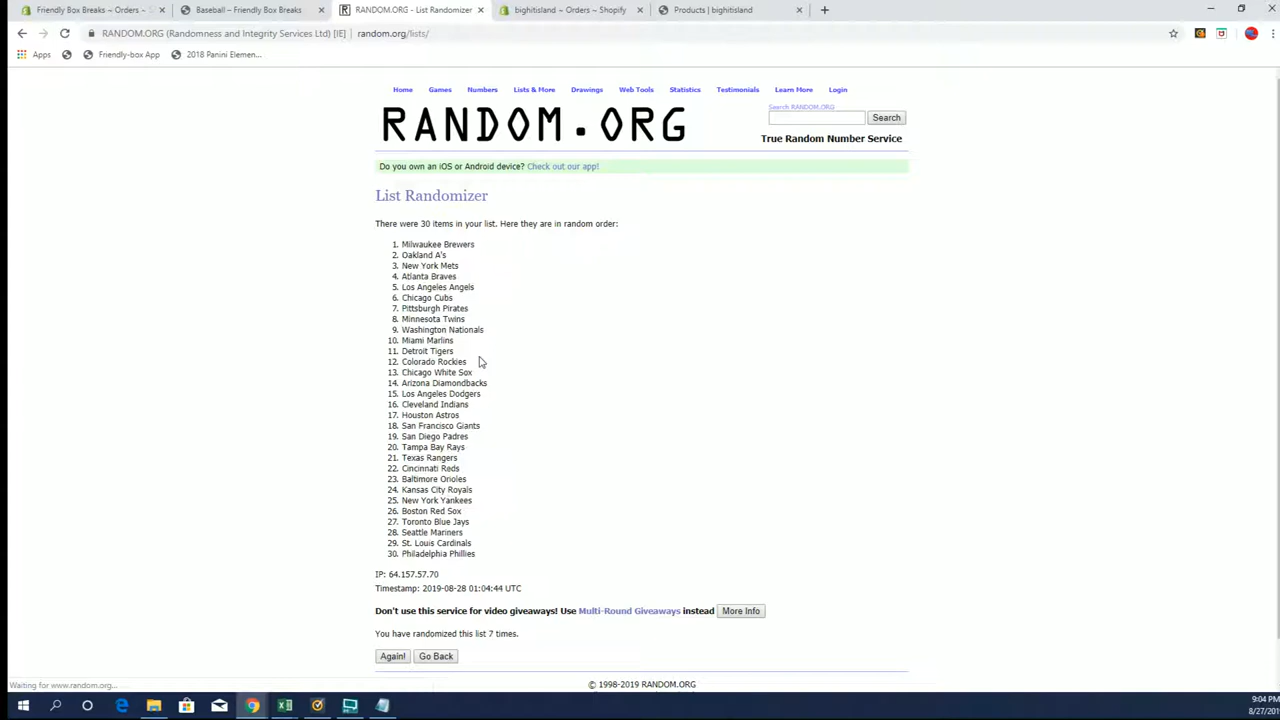 Friendly Box Breaks ~ Orders ~
Baseball ~ Friendly Box Breaks
RANDOM.ORG - List Randomizer
bighitisland ~ Orders ~ Shopify
Products | bighitisland
RANDOM.ORG (Randomness and Integrity Services Ltd) [IE] | random.org/lists/
Apps
Friendly-box App
2018 Panini Elemen...
Home Games Numbers Lists & More Drawings Web Tools Statistics Testimonials Learn More Login
RANDOM.ORG
Search RANDOM.ORG
Search
True Random Number Service
Do you own an iOS or Android device? Check out our app!
List Randomizer
There were 30 items in your list. Here they are in random order:
1. Milwaukee Brewers
2. Oakland A's
3. New York Mets
4. Atlanta Braves
5. Los Angeles Angels
6. Chicago Cubs
7. Pittsburgh Pirates
8. Minnesota Twins
9. Washington Nationals
10. Miami Marlins
11. Detroit Tigers
12. Colorado Rockies
13. Chicago White Sox
14. Arizona Diamondbacks
15. Los Angeles Dodgers
16. Cleveland Indians
17. Houston Astros
18. San Francisco Giants
19. San Diego Padres
20. Tampa Bay Rays
21. Texas Rangers
22. Cincinnati Reds
23. Baltimore Orioles
24. Kansas City Royals
25. New York Yankees
26. Boston Red Sox
27. Toronto Blue Jays
28. Seattle Mariners
29. St. Louis Cardinals
30. Philadelphia Phillies
IP: 64.157.57.70
Timestamp: 2019-08-28 01:04:44 UTC
Don't use this service for video giveaways! Use Multi-Round Giveaways instead More Info
You have randomized this list 7 times.
Again! Go Back
© 1998-2019 RANDOM.ORG
Waiting for www.random.org...
9:04 PM
8/27/20